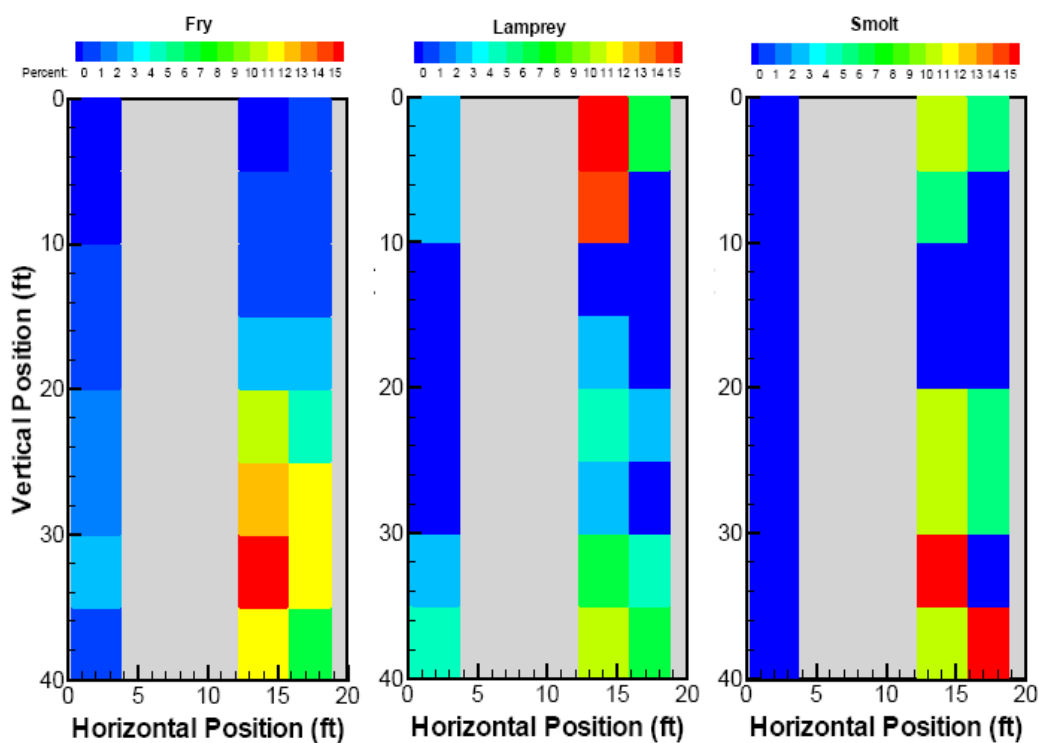 Fry
Percent: 0 1 2 3 4 5 6 7 8 9 10 11 12 13 14 15
Lamprey
0 1 2 3 4 5 6 7 8 9 10 11 12 13 14 15
Smolt
0 1 2 3 4 5 6 7 8 9 10 11 12 13 14 15
Vertical Position (ft)
0
10
20
30
40
0 5 10 15 20
Horizontal Position (ft)
0
10
20
30
40
0 5 10 15 20
Horizontal Position (ft)
0
10
20
30
40
0 5 10 15 20
Horizontal Position (ft)